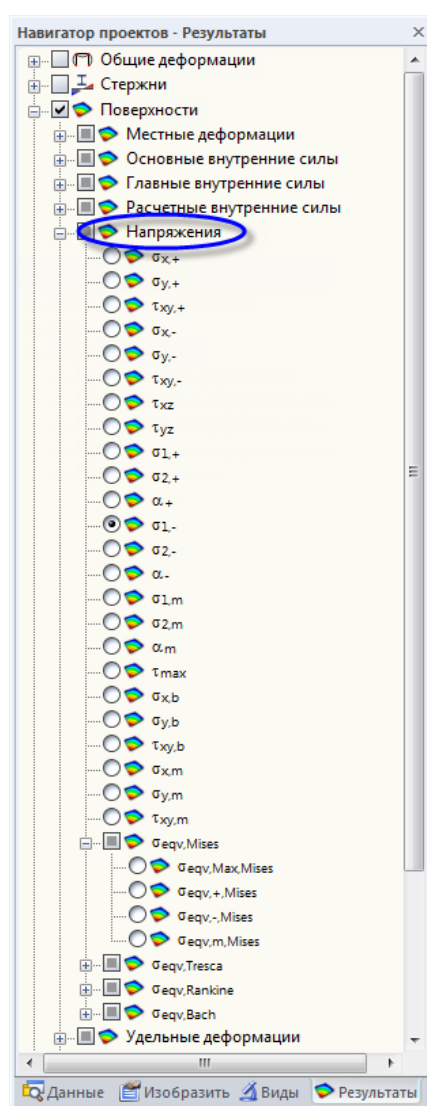 Навигатор проектов - Результаты
Общие деформации
Стержни
Поверхности
Местные деформации
Основные внутренние силы
Главные внутренние силы
Расчетные внутренние силы
Напряжения
σx,+
σy,+
τxy,+
σx,-
σy,-
τxy,-
τxz
τyz
σ1,+
σ2,+
α+
σ1,-
σ2,-
α-
σ1,m
σ2,m
αm
τmax
σx,b
σy,b
τxy,b
σx,m
σy,m
τxy,m
σeqv,Mises
σeqv,Max,Mises
σeqv,+,Mises
σeqv,-,Mises
σeqv,m,Mises
σeqv,Tresca
σeqv,Rankine
σeqv,Bach
Удельные деформации
Данные Изобразить Виды Результаты